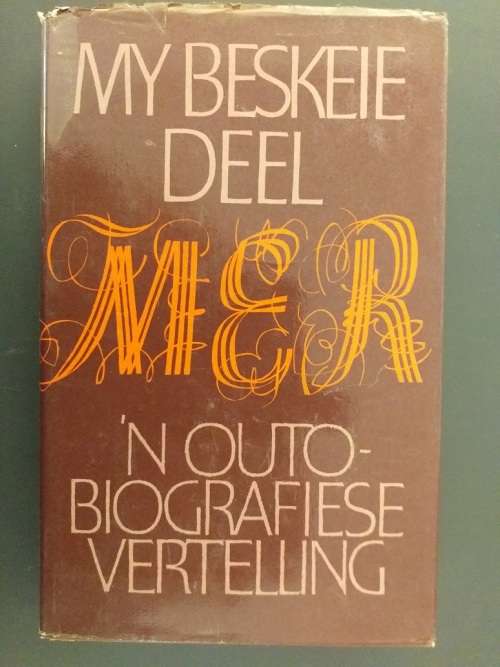 MY BESKEIE
DEEL
MER
'N OUTO-
BIOGRAFIESE
VERTELLING